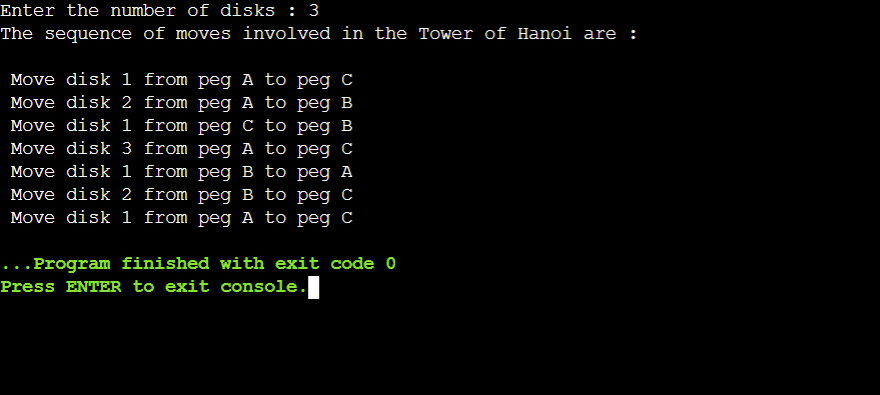 Enter the number of disks : 3
The sequence of moves involved in the Tower of Hanoi are :
Move disk 1 from peg A to peg C
Move disk 2 from peg A to peg B
Move disk 1 from peg C to peg B
Move disk 3 from peg A to peg C
Move disk 1 from peg B to peg A
Move disk 2 from peg B to peg C
Move disk 1 from peg A to peg C
...Program finished with exit code 0
Press ENTER to exit console.